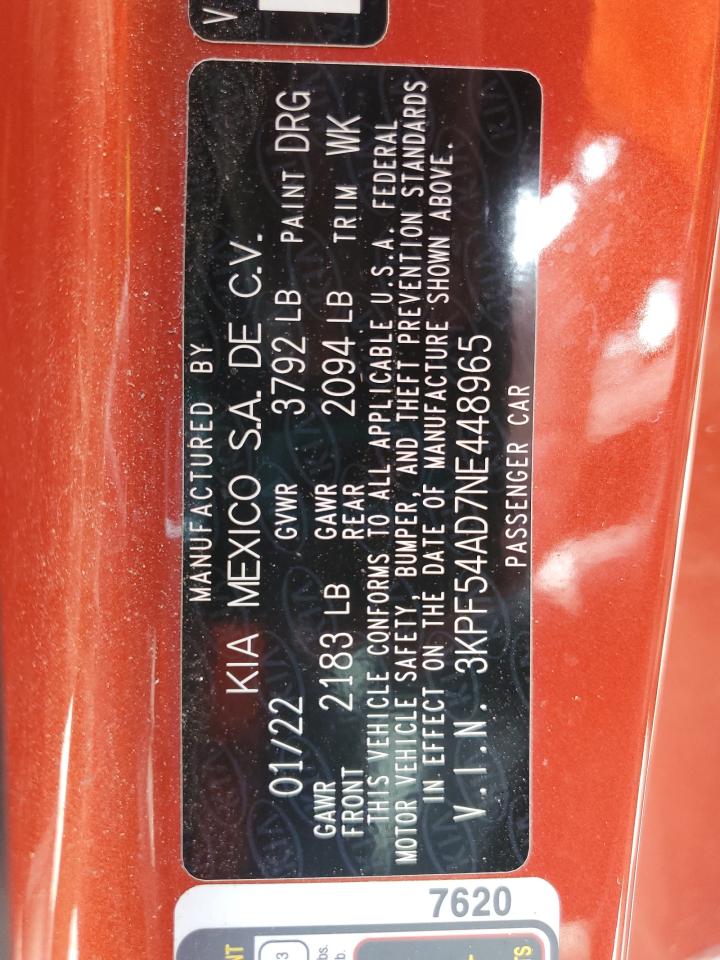 MANUFACTURED BY
KIA MEXICO S.A. DE C.V.
01/22 GVWR 3792 LB PAINT DRG
GAWR FRONT 2183 LB GAWR REAR 2094 LB TRIM WK
THIS VEHICLE CONFORMS TO ALL APPLICABLE U.S.A. FEDERAL
MOTOR VEHICLE SAFETY, BUMPER, AND THEFT PREVENTION STANDARDS
IN EFFECT ON THE DATE OF MANUFACTURE SHOWN ABOVE.
V.I.N. 3KPF54AD7NE448965
PASSENGER CAR
7620